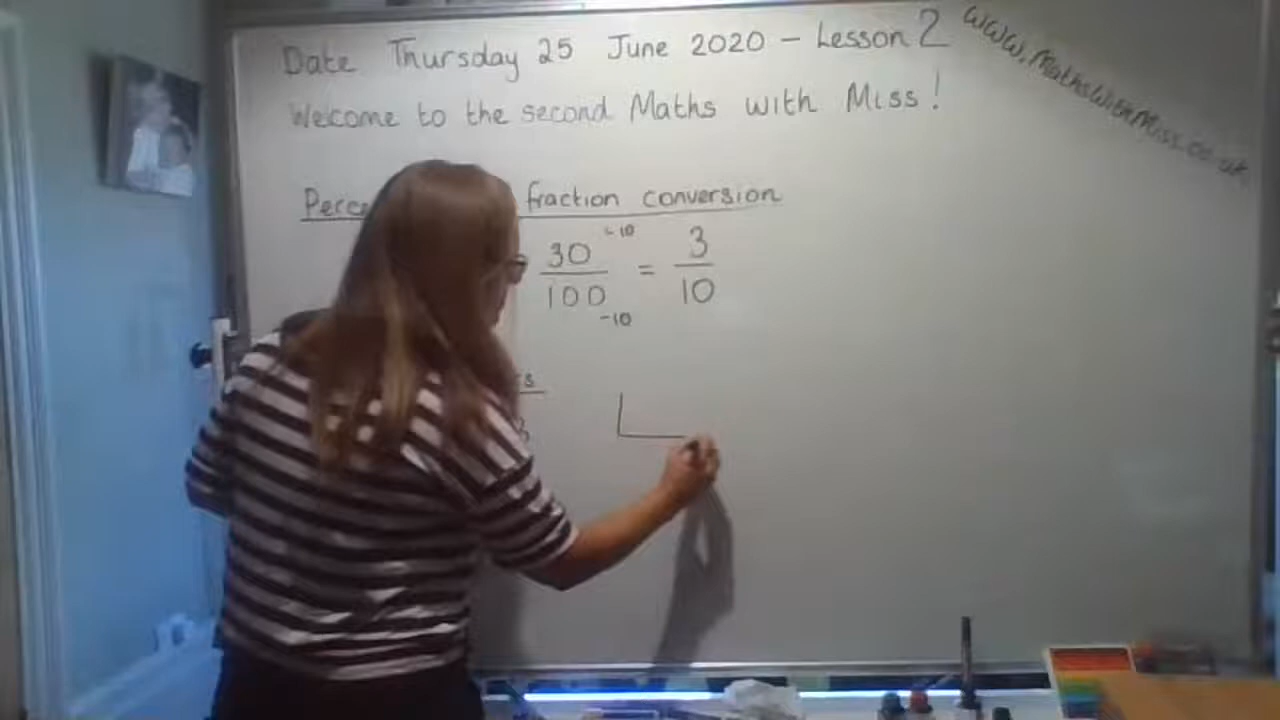 Date Thursday 25 June 2020 - Lesson 2
www.MathsWithMiss.co.uk
Welcome to the second Maths with Miss!
Perce fraction conversion
30 ÷10
100 ÷10
=
3
10